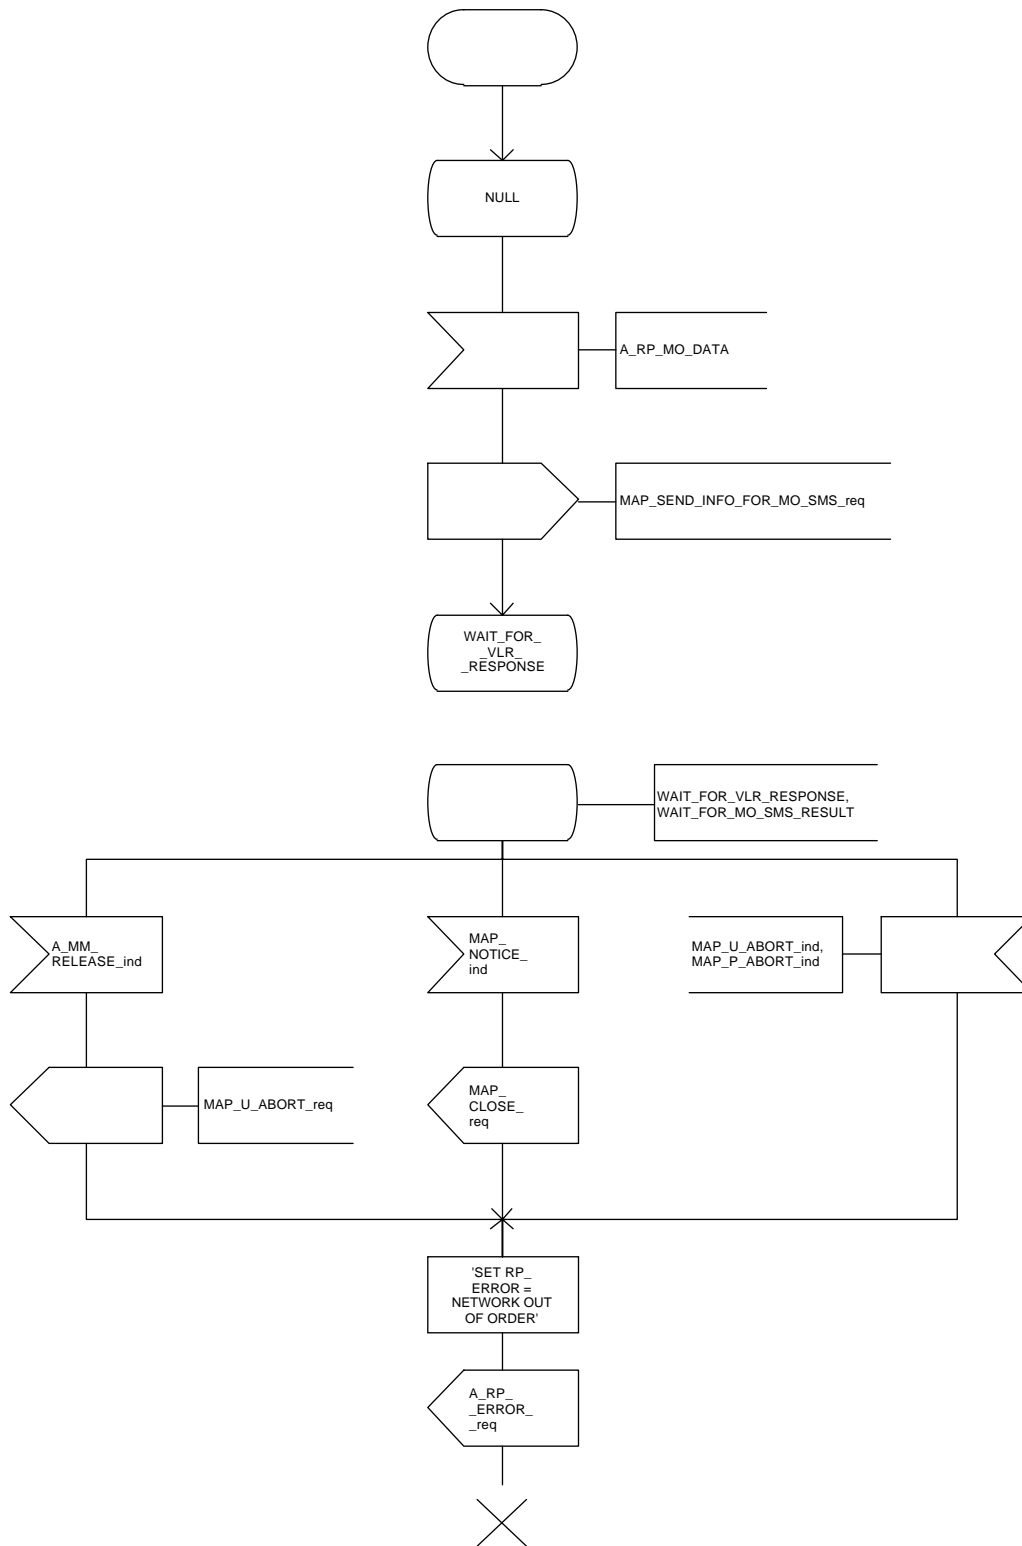 NULL
A_RP_MO_DATA
MAP_SEND_INFO_FOR_MO_SMS_req
WAIT_FOR_
_VLR_
_RESPONSE
WAIT_FOR_VLR_RESPONSE,
WAIT_FOR_MO_SMS_RESULT
A_MM_
RELEASE_ind
MAP_
NOTICE_
ind
MAP_U_ABORT_ind,
MAP_P_ABORT_ind
MAP_U_ABORT_req
MAP_
CLOSE_
req
'SET RP_
ERROR =
NETWORK OUT
OF ORDER'
A_RP_
_ERROR_
_req